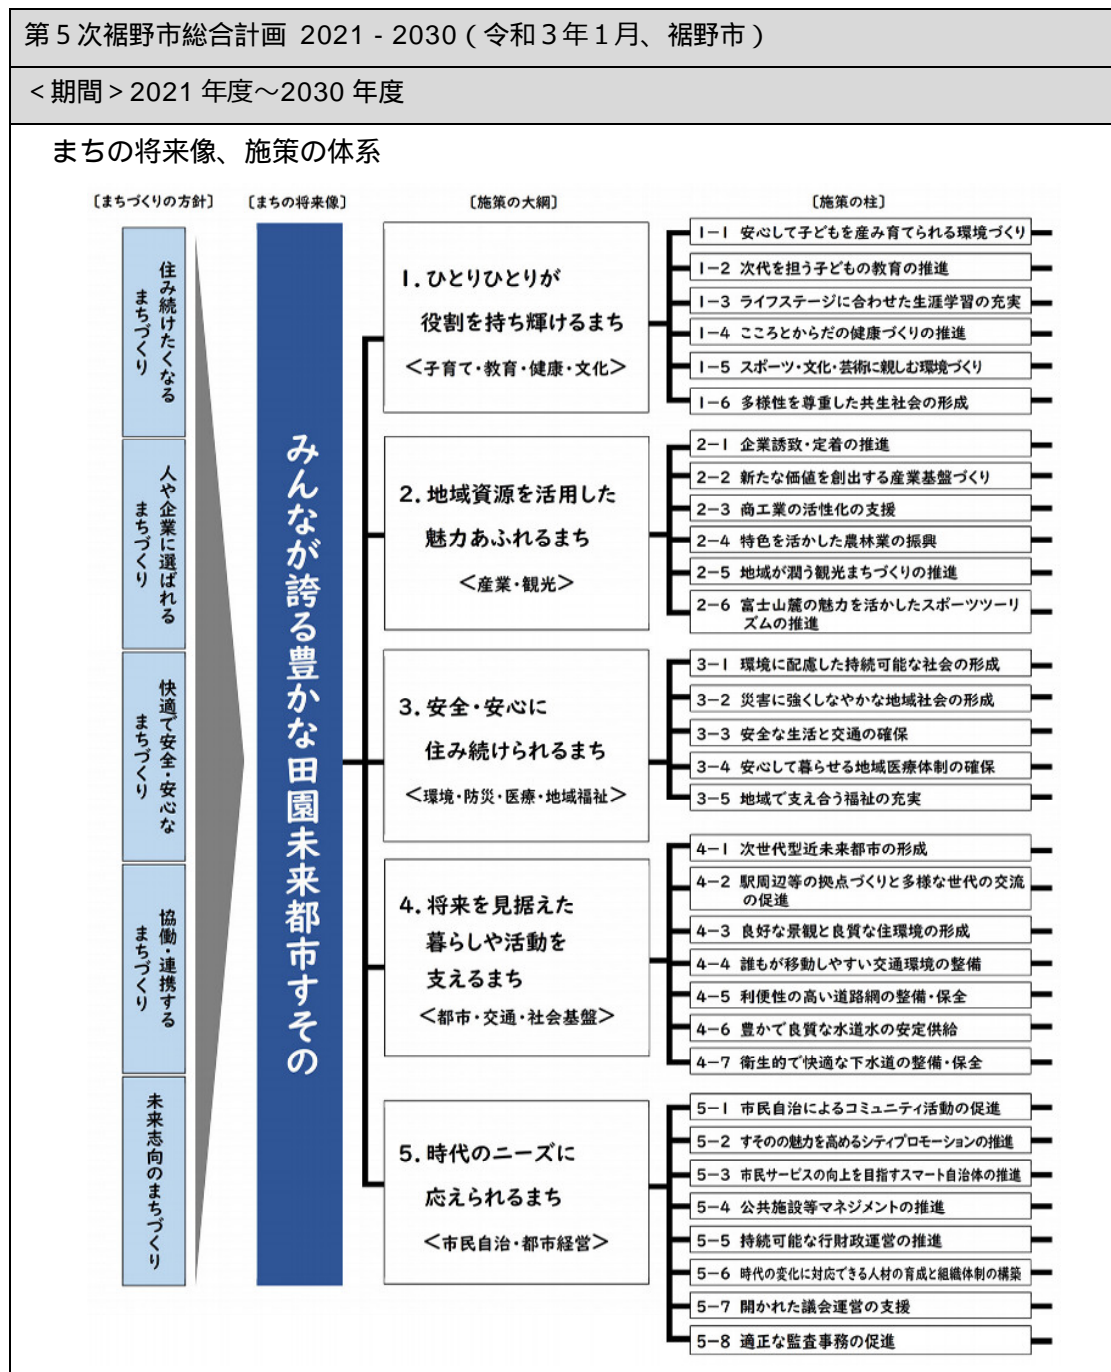 第５次裾野市総合計画 2021 - 2030（令和３年１月、裾野市）
＜期間＞2021 年度～2030 年度
まちの将来像、施策の体系
〔まちづくりの方針〕
〔まちの将来像〕
〔施策の大綱〕
〔施策の柱〕
住み続けたくなる
まちづくり
人や企業に選ばれる
まちづくり
快適で安全・安心な
まちづくり
協働・連携する
まちづくり
未来志向のまちづくり
みんなが誇る豊かな田園未来都市すその
1. ひとりひとりが
役割を持ち輝けるまち
＜子育て・教育・健康・文化＞
1－1 安心して子どもを産み育てられる環境づくり
1－2 次代を担う子どもの教育の推進
1－3 ライフステージに合わせた生涯学習の充実
1－4 こころとからだの健康づくりの推進
1－5 スポーツ・文化・芸術に親しむ環境づくり
1－6 多様性を尊重した共生社会の形成
2. 地域資源を活用した
魅力あふれるまち
＜産業・観光＞
2－1 企業誘致・定着の推進
2－2 新たな価値を創出する産業基盤づくり
2－3 商工業の活性化の支援
2－4 特色を活かした農林業の振興
2－5 地域が潤う観光まちづくりの推進
2－6 富士山麓の魅力を活かしたスポーツツーリ
ズムの推進
3. 安全・安心に
住み続けられるまち
＜環境・防災・医療・地域福祉＞
3－1 環境に配慮した持続可能な社会の形成
3－2 災害に強くしなやかな地域社会の形成
3－3 安全な生活と交通の確保
3－4 安心して暮らせる地域医療体制の確保
3－5 地域で支え合う福祉の充実
4. 将来を見据えた
暮らしや活動を
支えるまち
＜都市・交通・社会基盤＞
4－1 次世代型近未来都市の形成
4－2 駅周辺等の拠点づくりと多様な世代の交流
の促進
4－3 良好な景観と良質な住環境の形成
4－4 誰もが移動しやすい交通環境の整備
4－5 利便性の高い道路網の整備・保全
4－6 豊かで良質な水道水の安定供給
4－7 衛生的で快適な下水道の整備・保全
5. 時代のニーズに
応えられるまち
＜市民自治・都市経営＞
5－1 市民自治によるコミュニティ活動の促進
5－2 すそのの魅力を高めるシティプロモーションの推進
5－3 市民サービスの向上を目指すスマート自治体の推進
5－4 公共施設等マネジメントの推進
5－5 持続可能な行財政運営の推進
5－6 時代の変化に対応できる人材の育成と組織体制の構築
5－7 開かれた議会運営の支援
5－8 適正な監査事務の促進